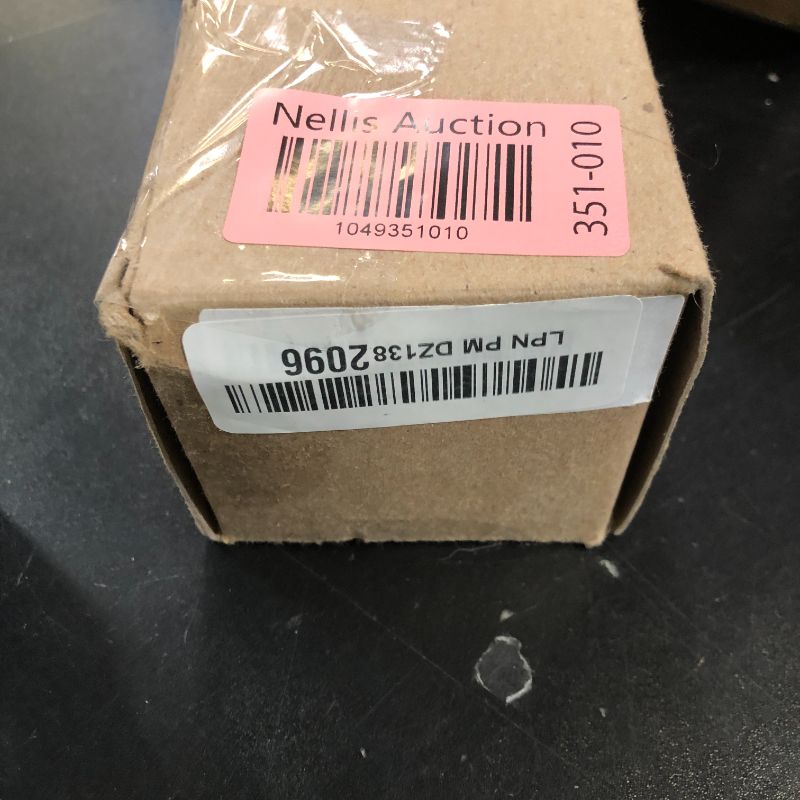 Nellis Auction
1049351010
351-010
LPN PM DZ1382096